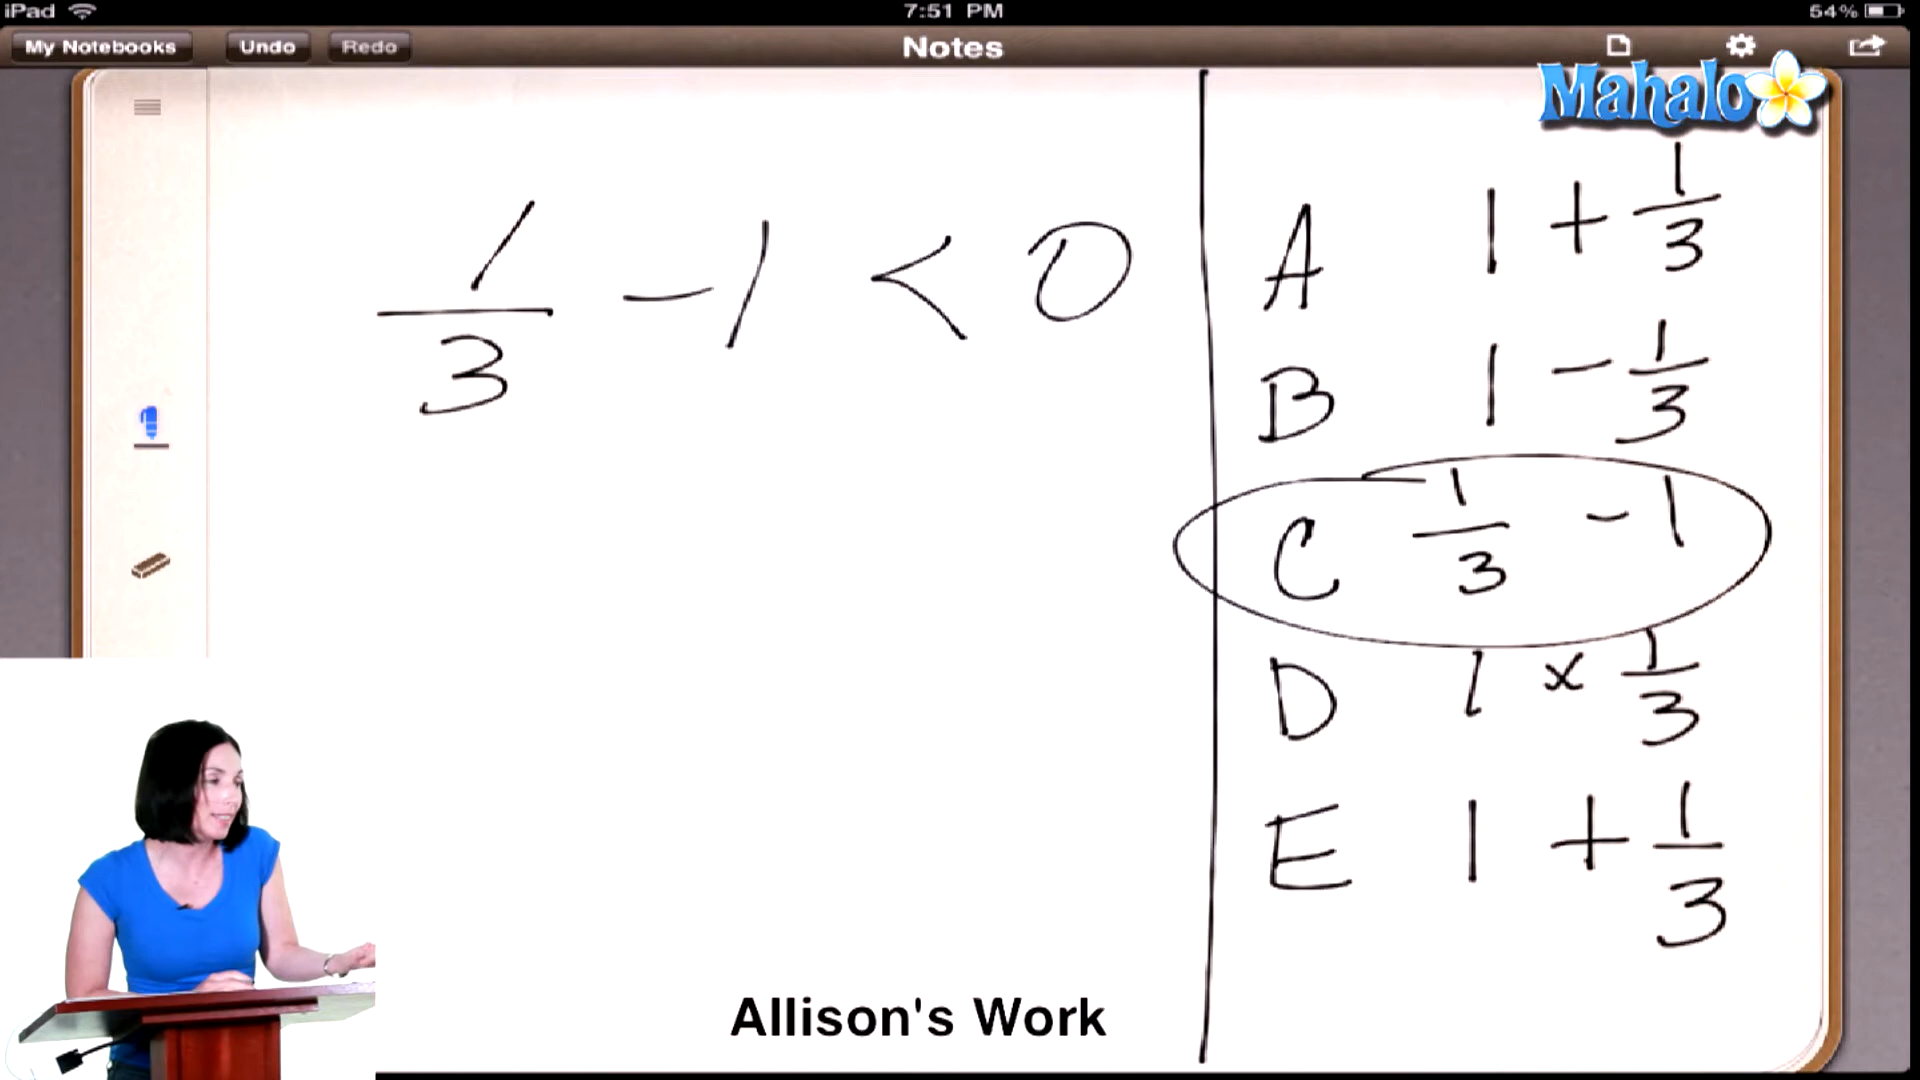 iPad 7:51 PM 54%
My Notebooks Undo Redo Notes
Mahalo
1/3 - 1 < 0
A 1 + 1/3
B 1 - 1/3
C 1/3 - 1
D 1 x 1/3
E 1 + 1/3
Allison's Work